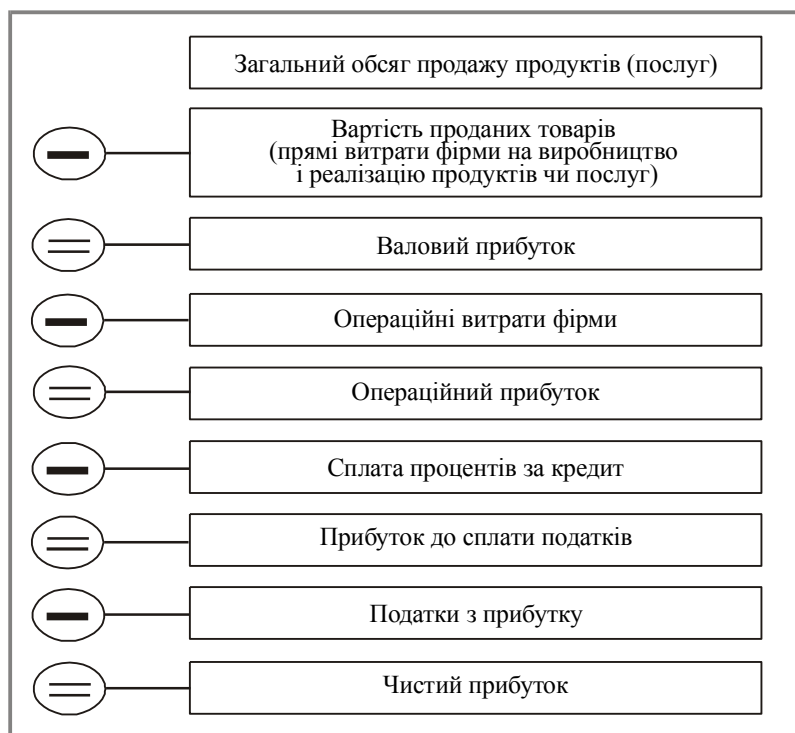 Загальний обсяг продажу продуктів (послуг)
Вартість проданих товарів
(прямі витрати фірми на виробництво
і реалізацію продуктів чи послуг)
Валовий прибуток
Операційні витрати фірми
Операційний прибуток
Сплата процентів за кредит
Прибуток до сплати податків
Податки з прибутку
Чистий прибуток